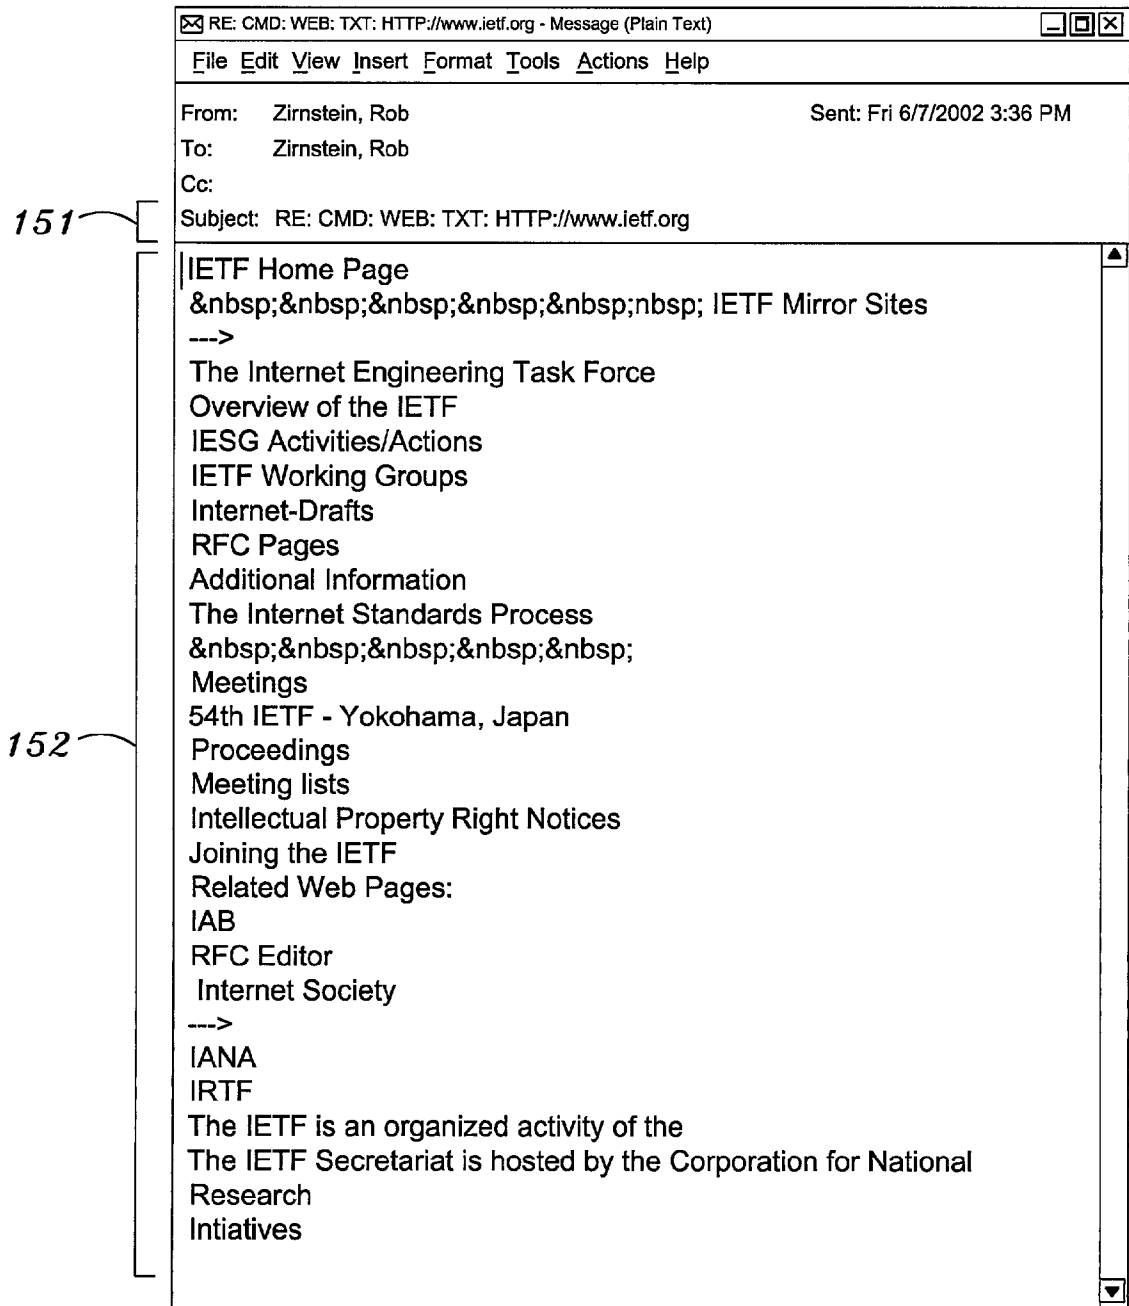 RE: CMD: WEB: TXT: HTTP://www.ietf.org - Message (Plain Text)
File Edit View Insert Format Tools Actions Help
From: Zirnstein, Rob Sent: Fri 6/7/2002 3:36 PM
To: Zirnstein, Rob
Cc:
151
Subject: RE: CMD: WEB: TXT: HTTP://www.ietf.org
IETF Home Page
&nbsp;&nbsp;&nbsp;&nbsp;&nbsp;nbsp; IETF Mirror Sites
--->
The Internet Engineering Task Force
Overview of the IETF
IESG Activities/Actions
IETF Working Groups
Internet-Drafts
RFC Pages
Additional Information
The Internet Standards Process
&nbsp;&nbsp;&nbsp;&nbsp;&nbsp;
Meetings
54th IETF - Yokohama, Japan
152
Proceedings
Meeting lists
Intellectual Property Right Notices
Joining the IETF
Related Web Pages:
IAB
RFC Editor
Internet Society
--->
IANA
IRTF
The IETF is an organized activity of the
The IETF Secretariat is hosted by the Corporation for National
Research
Intiatives